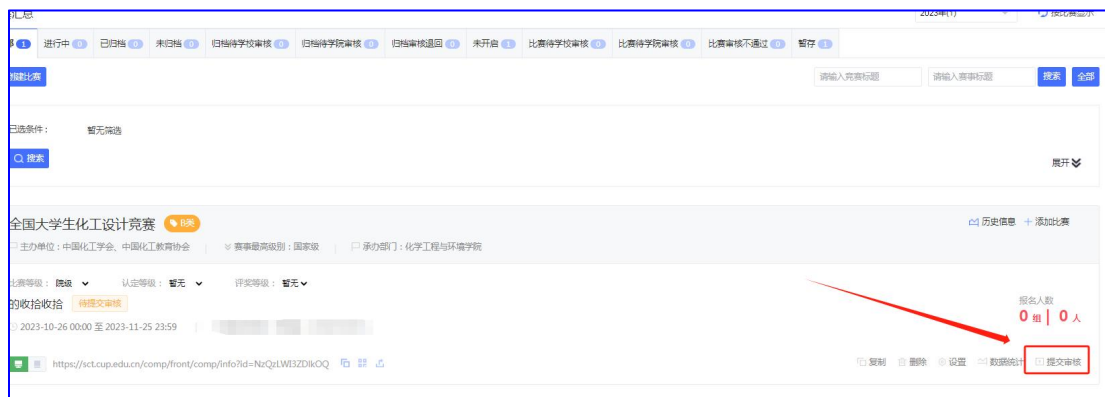 汇总 2023年(1) 按比赛显示
1 进行中 0 已归档 0 未归档 0 归档待学校审核 0 归档待学院审核 0 归档审核退回 0 未开启 1 比赛待学校审核 0 比赛待学院审核 0 比赛审核不通过 0 暂存 1
创建比赛 请输入竞赛标题 请输入赛事标题 搜索 全部
已选条件： 暂无筛选
搜索 展开
全国大学生化工设计竞赛 B类 历史信息 添加比赛
主办单位：中国化工学会、中国化工教育协会 赛事最高级别：国家级 承办部门：化学工程与环境学院
比赛等级： 院级 认定等级： 暂无 评奖等级： 暂无
的收拾收拾 待提交审核 报名人数
2023-10-26 00:00 至 2023-11-25 23:59 0 组 | 0 人
https://sct.cup.edu.cn/comp/front/comp/info?id=NzQzLWI3ZDlkOQ 复制 删除 设置 数据统计 提交审核